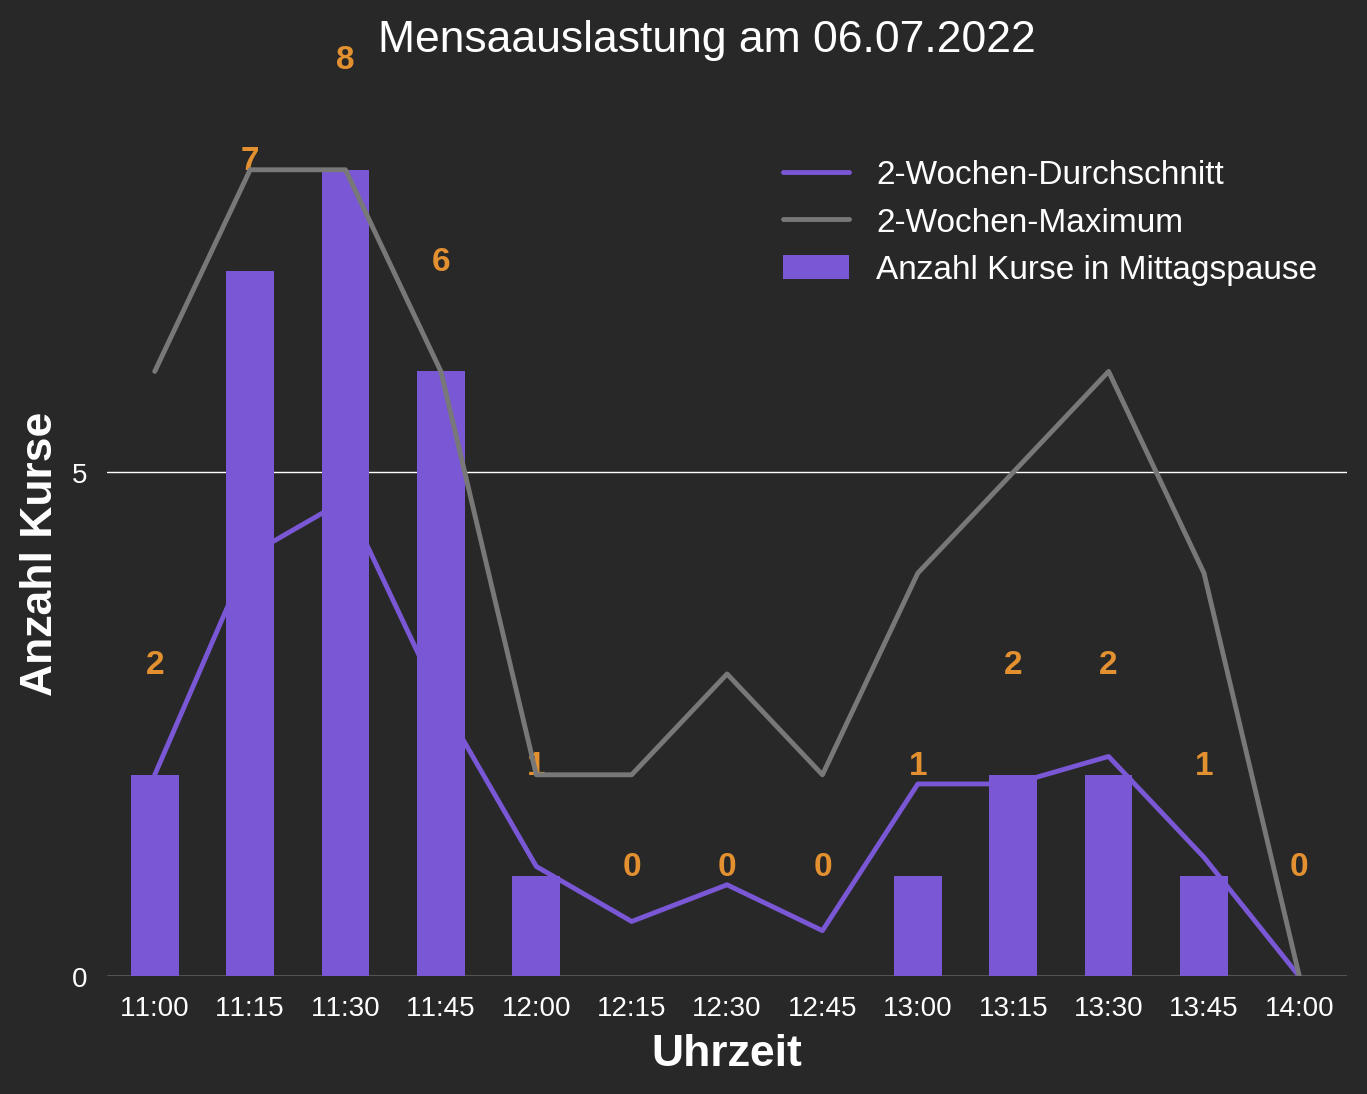 Mensaauslastung am 06.07.2022
8
7
2-Wochen-Durchschnitt
2-Wochen-Maximum
6
Anzahl Kurse in Mittagspause
Anzahl Kurse
5
2
2
2
1
1
1
0
0
0
0
0
11:00 11:15 11:30 11:45 12:00 12:15 12:30 12:45 13:00 13:15 13:30 13:45 14:00
Uhrzeit